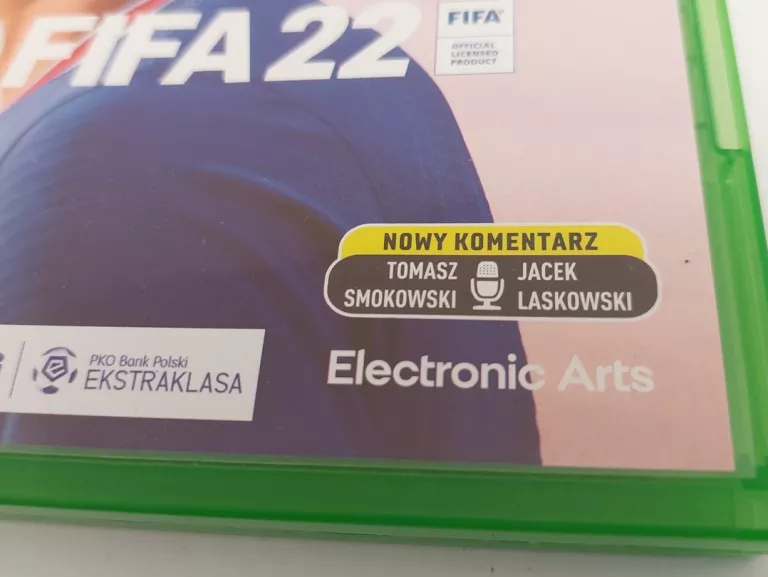 FIFA 22
FIFA
OFFICIAL
LICENSED
PRODUCT
NOWY KOMENTARZ
TOMASZ
SMOKOWSKI
JACEK
LASKOWSKI
PKO Bank Polski
EKSTRAKLASA
Electronic Arts